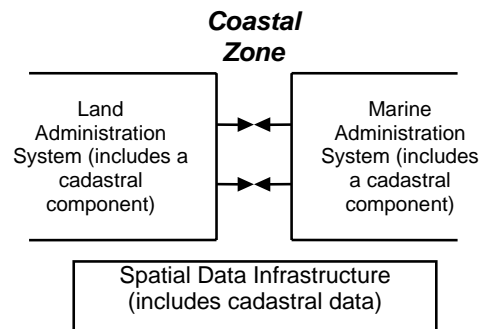 Coastal
Zone
Land
Administration
System (includes a
cadastral
component)
Marine
Administration
System (includes
a cadastral
component)
Spatial Data Infrastructure
(includes cadastral data)